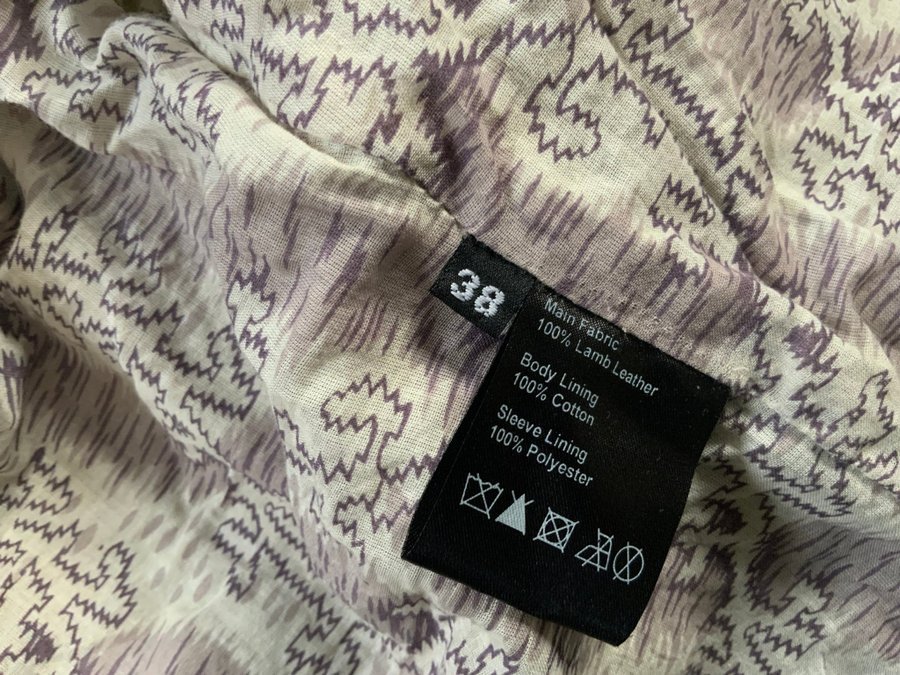 38
Main Fabric
100% Lamb Leather
Body Lining
100% Cotton
Sleeve Lining
100% Polyester